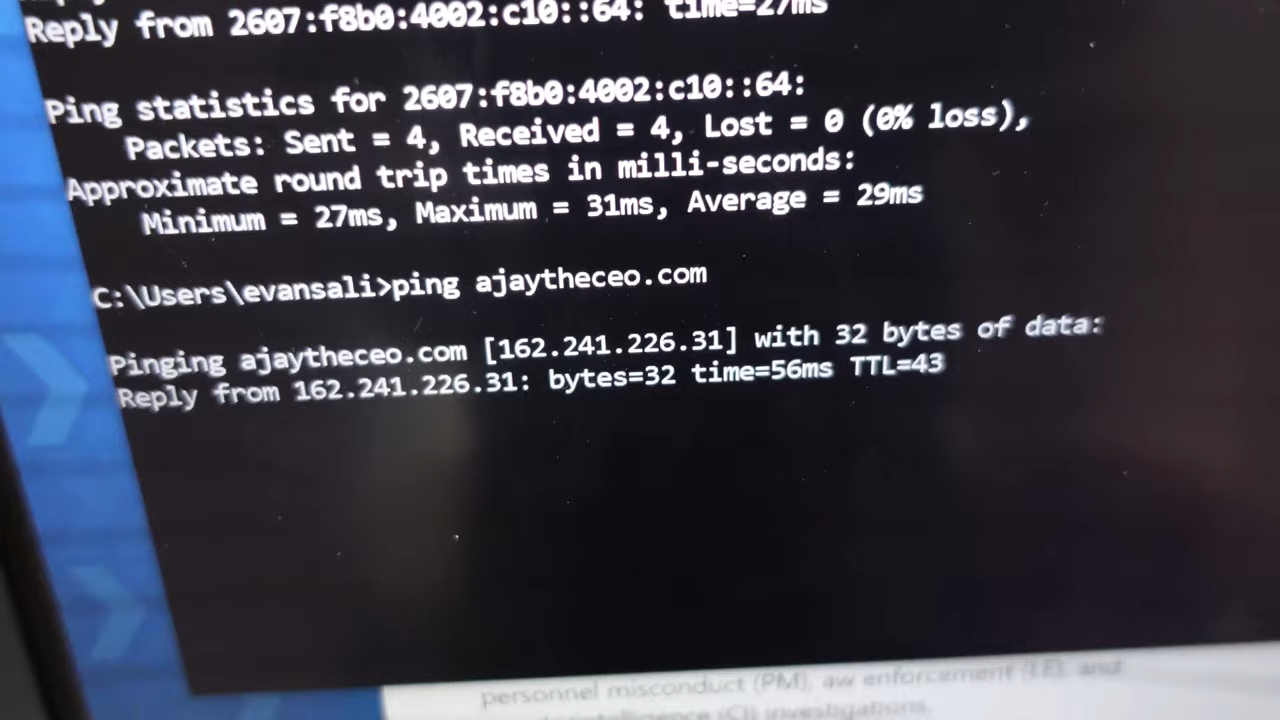 Reply from 2607:f8b0:4002:c10::64: time=27ms
Ping statistics for 2607:f8b0:4002:c10::64:
Packets: Sent = 4, Received = 4, Lost = 0 (0% loss),
Approximate round trip times in milli-seconds:
Minimum = 27ms, Maximum = 31ms, Average = 29ms
C:\Users\evansali>ping ajaytheceo.com
Pinging ajaytheceo.com [162.241.226.31] with 32 bytes of data:
Reply from 162.241.226.31: bytes=32 time=56ms TTL=43
personnel misconduct (PM), aw enforcement (LE), and
(CI) investigations,